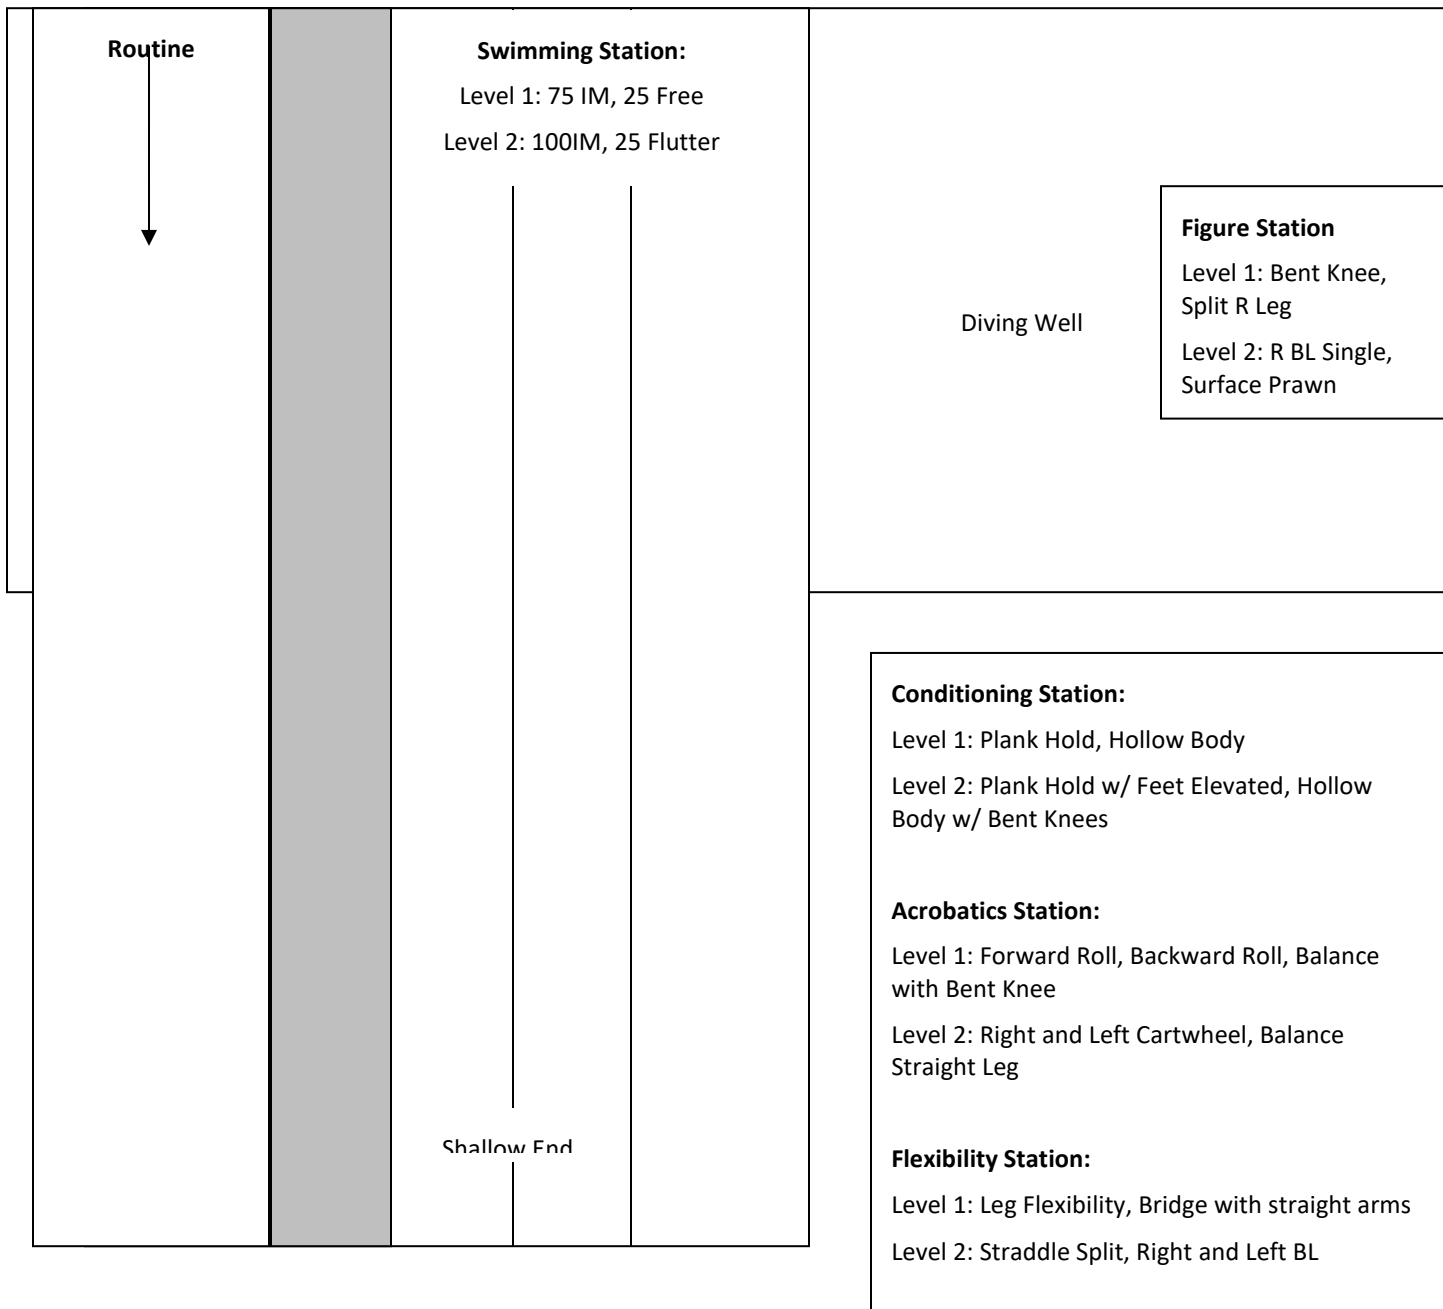 Routine
Swimming Station:
Level 1: 75 IM, 25 Free
Level 2: 100IM, 25 Flutter
Figure Station
Level 1: Bent Knee,
Split R Leg
Level 2: R BL Single,
Surface Prawn
Diving Well
Conditioning Station:
Level 1: Plank Hold, Hollow Body
Level 2: Plank Hold w/ Feet Elevated, Hollow
Body w/ Bent Knees
Acrobatics Station:
Level 1: Forward Roll, Backward Roll, Balance
with Bent Knee
Level 2: Right and Left Cartwheel, Balance
Straight Leg
Shallow End
Flexibility Station:
Level 1: Leg Flexibility, Bridge with straight arms
Level 2: Straddle Split, Right and Left BL